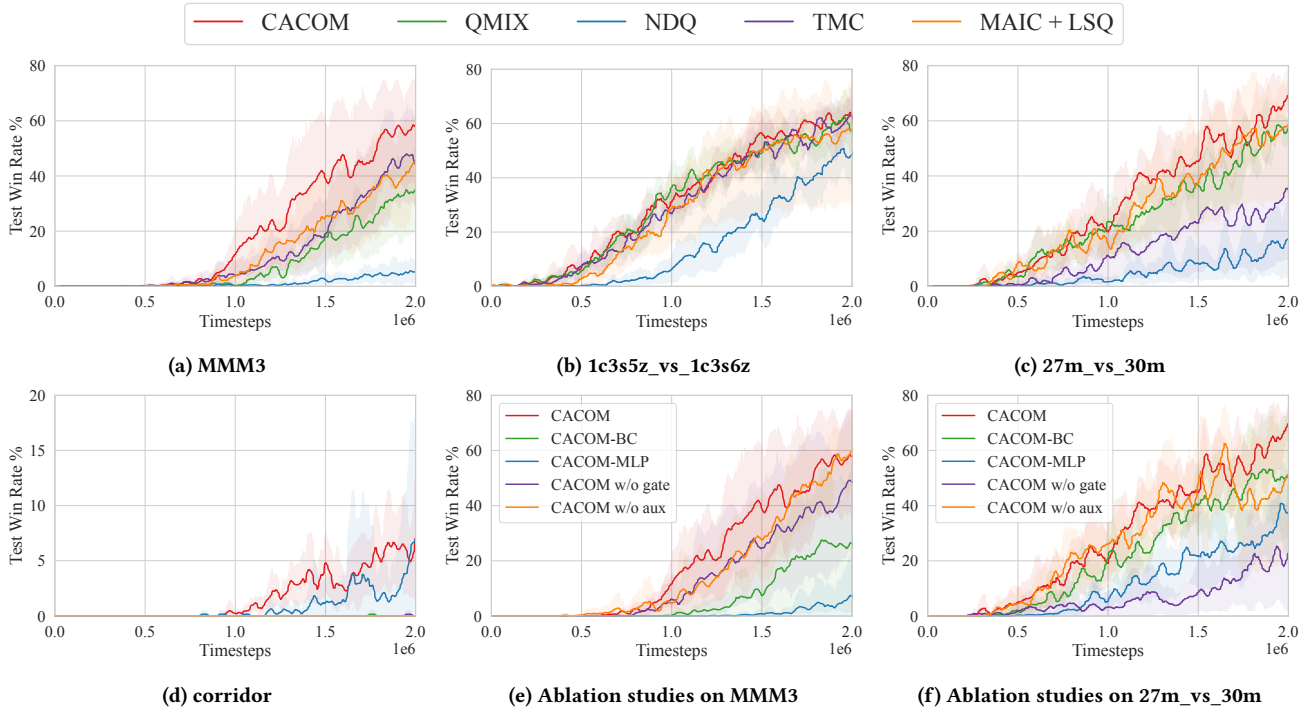 CACOM QMIX NDQ TMC MAIC + LSQ
80
60
40
20
0
Test Win Rate %
0.0 0.5 1.0 1.5 2.0
Timesteps 1e6
(a) MMM3
80
60
40
20
0
Test Win Rate %
0.0 0.5 1.0 1.5 2.0
Timesteps 1e6
(b) 1c3s5z_vs_1c3s6z
80
60
40
20
0
Test Win Rate %
0.0 0.5 1.0 1.5 2.0
Timesteps 1e6
(c) 27m_vs_30m
20
15
10
5
0
Test Win Rate %
0.0 0.5 1.0 1.5 2.0
Timesteps 1e6
(d) corridor
80
60
40
20
0
Test Win Rate %
CACOM
CACOM-BC
CACOM-MLP
CACOM w/o gate
CACOM w/o aux
0.0 0.5 1.0 1.5 2.0
Timesteps 1e6
(e) Ablation studies on MMM3
80
60
40
20
0
Test Win Rate %
CACOM
CACOM-BC
CACOM-MLP
CACOM w/o gate
CACOM w/o aux
0.0 0.5 1.0 1.5 2.0
Timesteps 1e6
(f) Ablation studies on 27m_vs_30m